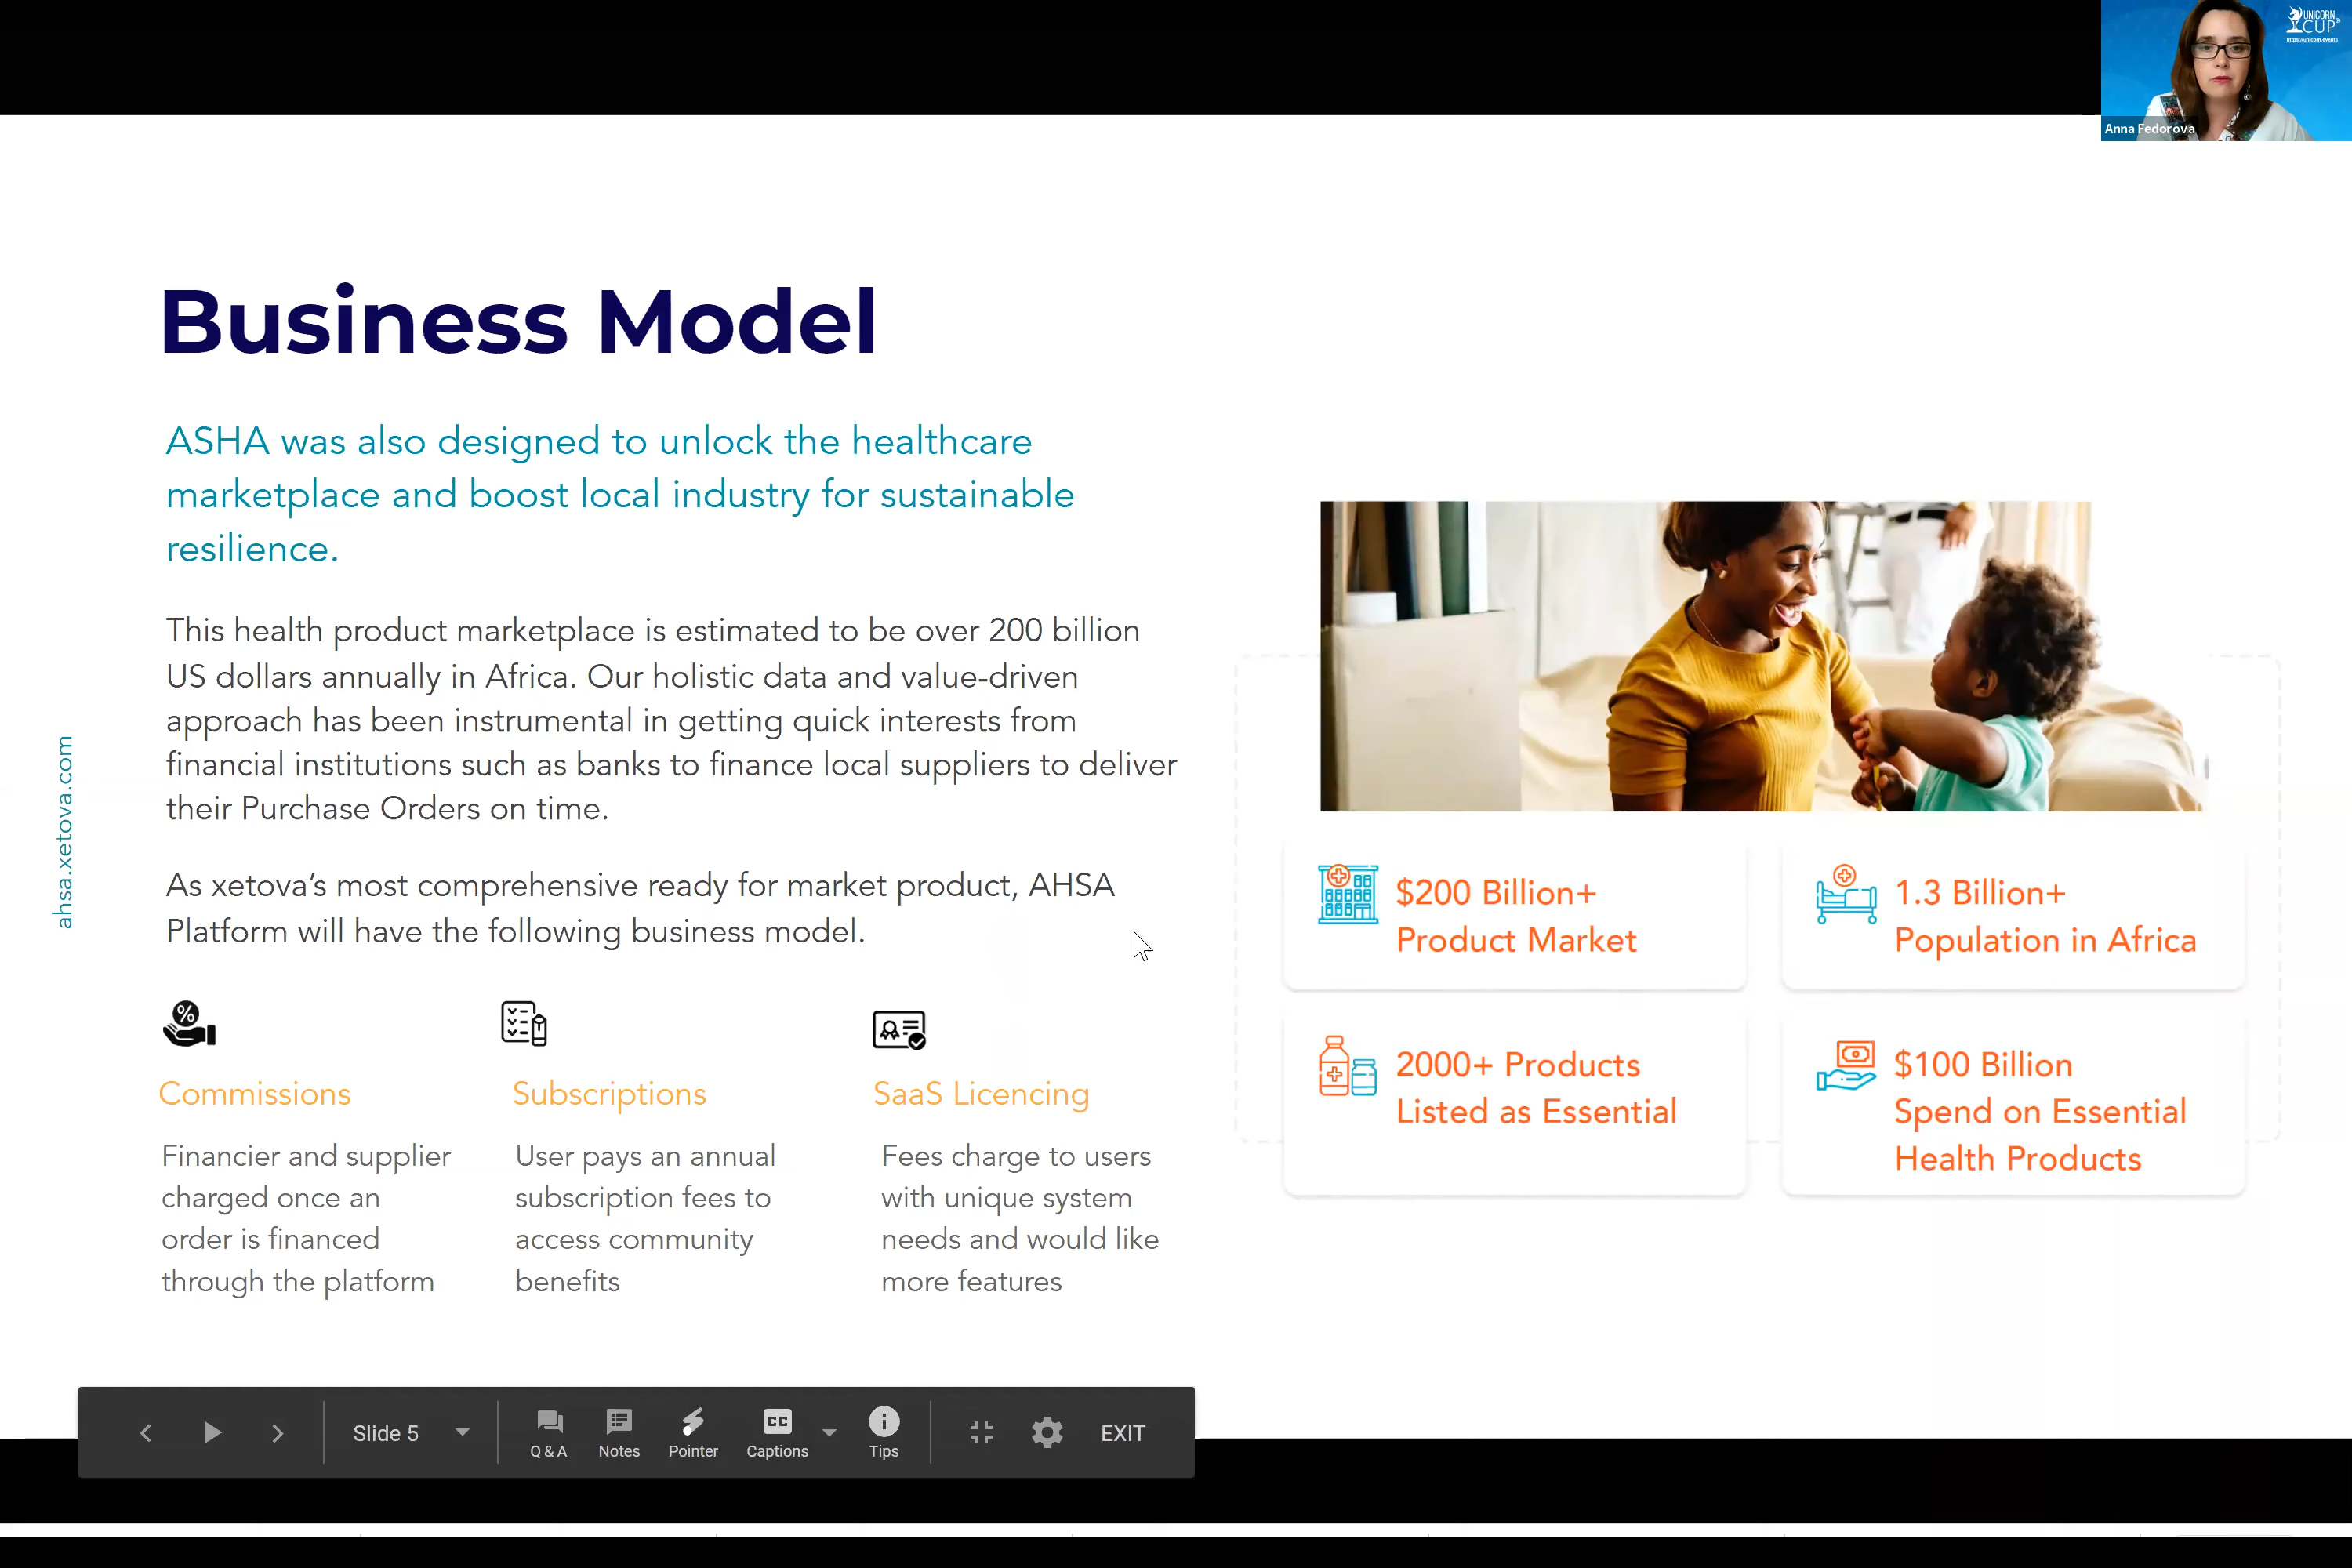 UNICORN
CUP
https://unicorn.events
Anna Fedorova
Business Model
ASHA was also designed to unlock the healthcare
marketplace and boost local industry for sustainable
resilience.
This health product marketplace is estimated to be over 200 billion
US dollars annually in Africa. Our holistic data and value-driven
approach has been instrumental in getting quick interests from
financial institutions such as banks to finance local suppliers to deliver
their Purchase Orders on time.
As xetova’s most comprehensive ready for market product, AHSA
Platform will have the following business model.
ahsa.xetova.com
Commissions
Financier and supplier
charged once an
order is financed
through the platform
Subscriptions
User pays an annual
subscription fees to
access community
benefits
SaaS Licencing
Fees charge to users
with unique system
needs and would like
more features
$200 Billion+
Product Market
1.3 Billion+
Population in Africa
2000+ Products
Listed as Essential
$100 Billion
Spend on Essential
Health Products
Slide 5
Q & A
Notes
Pointer
CC
Captions
Tips
EXIT